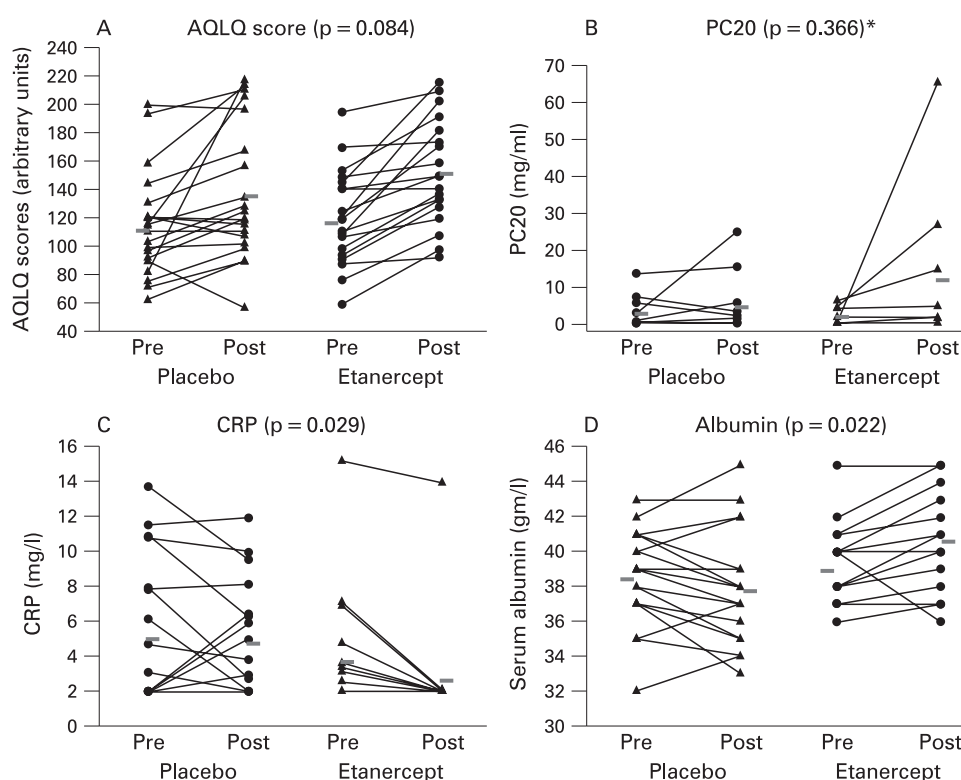 A AQLQ score (p = 0.084)
AQLQ scores (arbitrary units)
240
220
200
180
160
140
120
100
80
60
40
Pre Post Pre Post
Placebo Etanercept
B PC20 (p = 0.366)*
PC20 (mg/ml)
70
60
50
40
30
20
10
0
Pre Post Pre Post
Placebo Etanercept
C CRP (p = 0.029)
CRP (mg/l)
16
14
12
10
8
6
4
2
0
Pre Post Pre Post
Placebo Etanercept
D Albumin (p = 0.022)
Serum albumin (gm/l)
46
44
42
40
38
36
34
32
30
Pre Post Pre Post
Placebo Etanercept